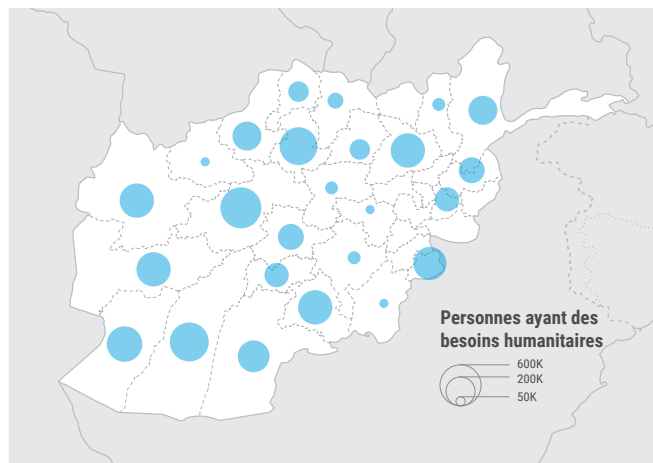 Personnes ayant des
besoins humanitaires
600K
200K
50K